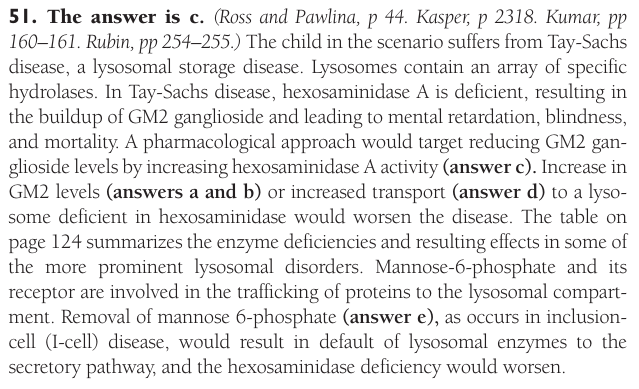 51. The answer is c. (Ross and Pawlina, p 44. Kasper, p 2318. Kumar, pp
160–161. Rubin, pp 254–255.) The child in the scenario suffers from Tay-Sachs
disease, a lysosomal storage disease. Lysosomes contain an array of specific
hydrolases. In Tay-Sachs disease, hexosaminidase A is deficient, resulting in
the buildup of GM2 ganglioside and leading to mental retardation, blindness,
and mortality. A pharmacological approach would target reducing GM2 gan-
glioside levels by increasing hexosaminidase A activity (answer c). Increase in
GM2 levels (answers a and b) or increased transport (answer d) to a lyso-
some deficient in hexosaminidase would worsen the disease. The table on
page 124 summarizes the enzyme deficiencies and resulting effects in some of
the more prominent lysosomal disorders. Mannose-6-phosphate and its
receptor are involved in the trafficking of proteins to the lysosomal compart-
ment. Removal of mannose 6-phosphate (answer e), as occurs in inclusion-
cell (I-cell) disease, would result in default of lysosomal enzymes to the
secretory pathway, and the hexosaminidase deficiency would worsen.